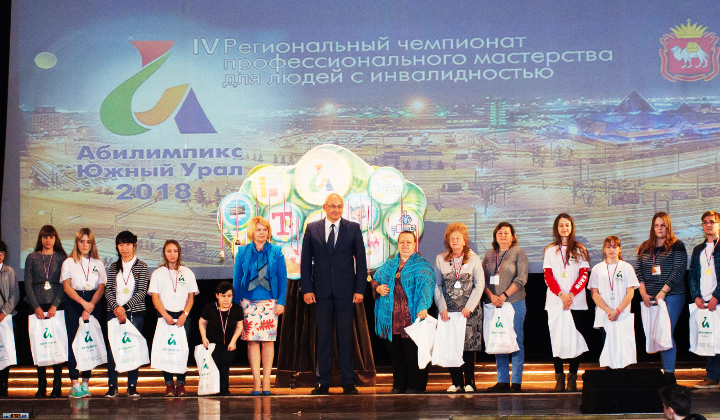 IV Региональный чемпионат
профессионального мастерства
для людей с инвалидностью
Абилимпикс
Южный Урал
2018